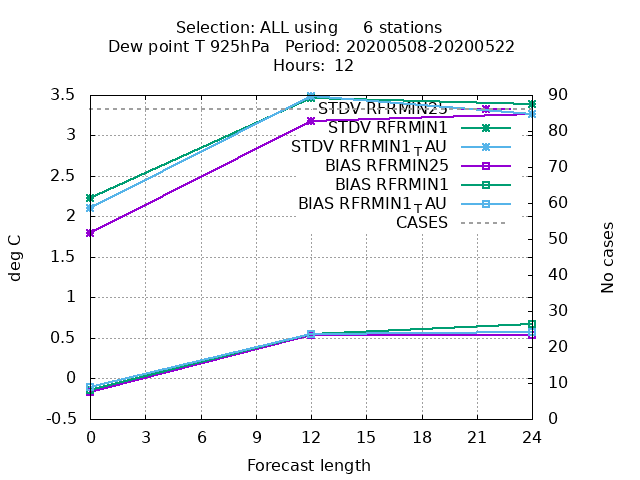 Selection: ALL using 6 stations
Dew point T 925hPa Period: 20200508-20200522
Hours: 12
3.5
3
2.5
2
1.5
1
0.5
0
-0.5
deg C
90
80
70
60
50
40
30
20
10
0
No cases
STDV RFRMIN25
STDV RFRMIN1
STDV RFRMIN1TAU
BIAS RFRMIN25
BIAS RFRMIN1
BIAS RFRMIN1TAU
CASES
0 3 6 9 12 15 18 21 24
Forecast length